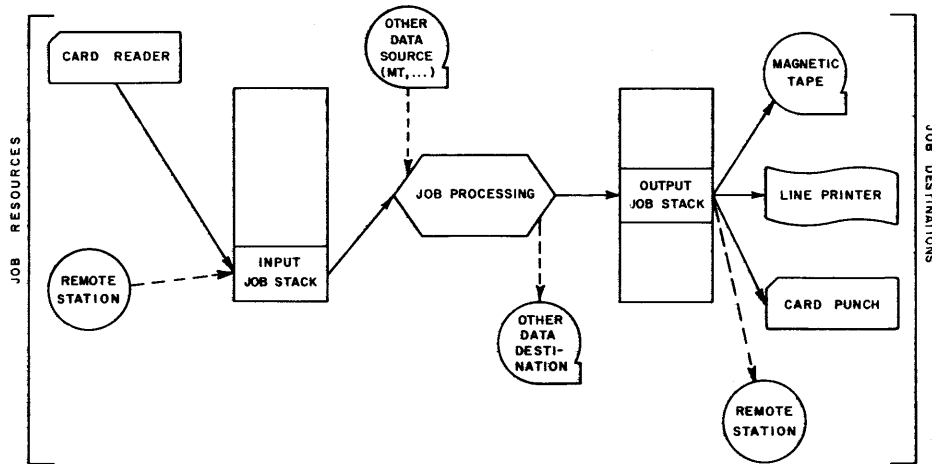 JOB RESOURCES
CARD READER
REMOTE
STATION
INPUT
JOB STACK
OTHER
DATA
SOURCE
(MT,...)
JOB PROCESSING
OTHER
DATA
DESTI-
NATION
OUTPUT
JOB STACK
MAGNETIC
TAPE
LINE PRINTER
CARD PUNCH
REMOTE
STATION
JOB DESTINATIONS